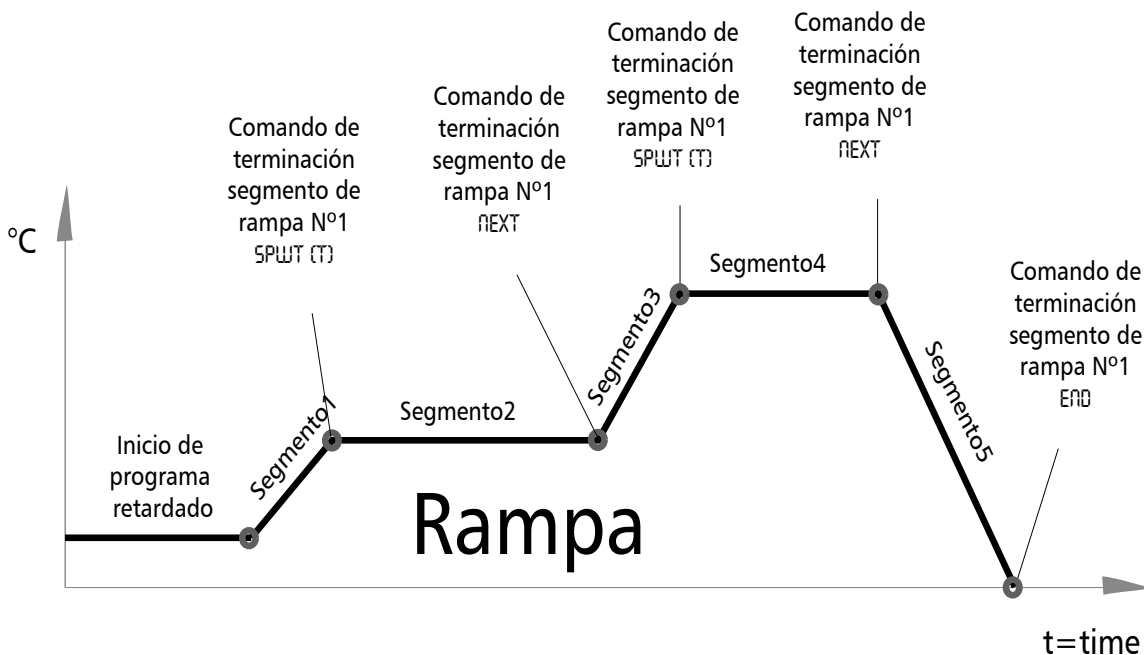 Comando de
terminación
segmento de
rampa Nº1
SPWT (T)
Comando de
terminación
segmento de
rampa Nº1
NEXT
Comando de
terminación
segmento de
rampa Nº1
SPWT (T)
Comando de
terminación
segmento de
rampa Nº1
NEXT
Comando de
terminación
segmento de
rampa Nº1
END
°C
Inicio de
programa
retardado
Segmento1
Segmento2
Segmento3
Segmento4
Segmento5
Rampa
t=time